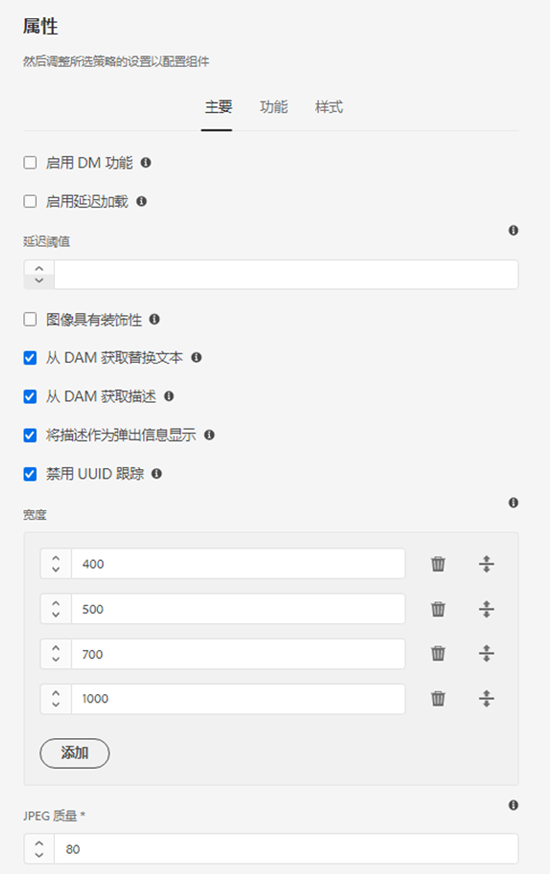 属性
然后调整所选策略的设置以配置组件
主要 功能 样式
启用 DM 功能
启用延迟加载
延迟阈值
图像具有装饰性
从 DAM 获取替换文本
从 DAM 获取描述
将描述作为弹出信息显示
禁用 UUID 跟踪
宽度
400
500
700
1000
添加
JPEG 质量 *
80